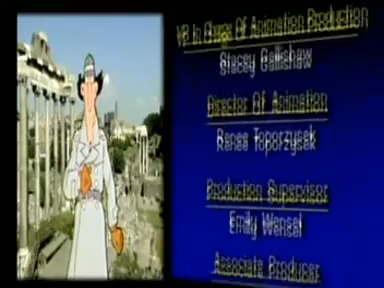 VP In Charge Of Animation Production
Stacey Gallishaw
Director Of Animation
Renee Toporzysek
Production Supervisor
Emily Wensel
Associate Producer